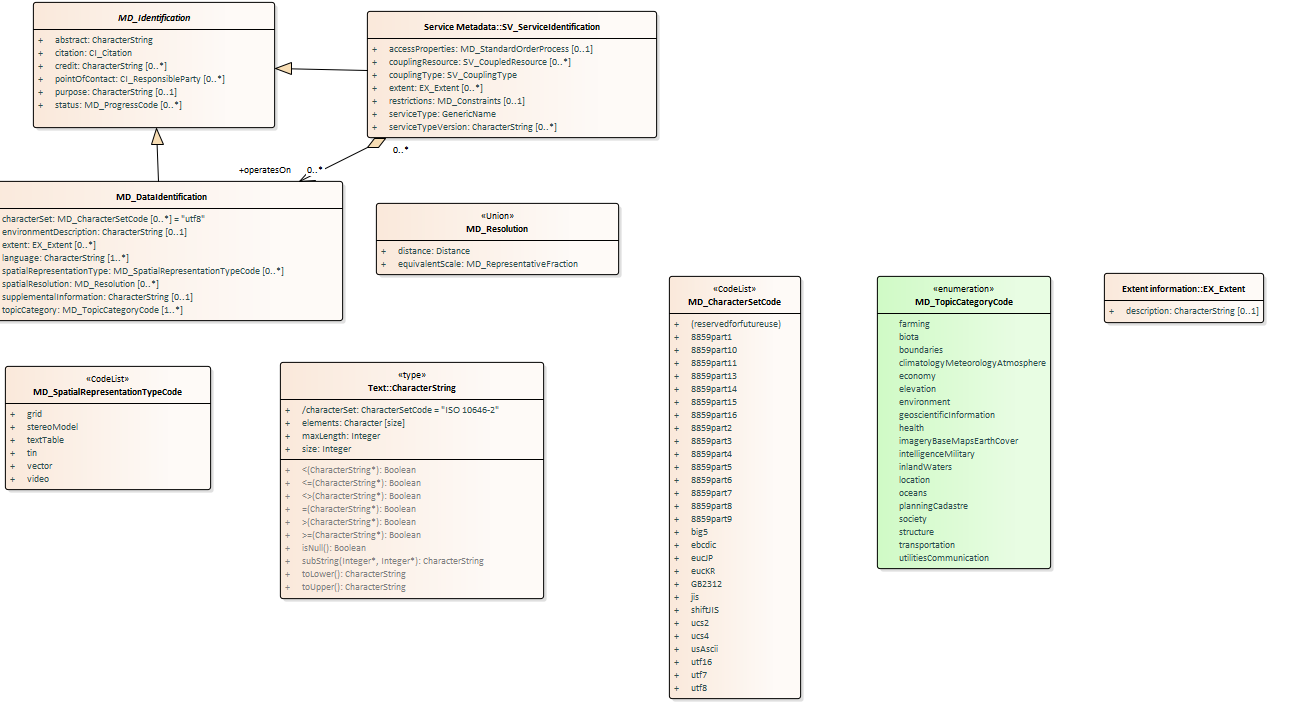 MD_Identification
+ abstract: CharacterString
+ citation: CI_Citation
+ credit: CharacterString [0..*]
+ pointOfContact: CI_ResponsibleParty [0..*]
+ purpose: CharacterString [0..1]
+ status: MD_ProgressCode [0..*]
Service Metadata::SV_ServiceIdentification
+ accessProperties: MD_StandardOrderProcess [0..1]
+ couplingResource: SV_CoupledResource [0..*]
+ couplingType: SV_CouplingType
+ extent: EX_Extent [0..*]
+ restrictions: MD_Constraints [0..1]
+ serviceType: GenericName
+ serviceTypeVersion: CharacterString [0..*]
0..*
+operatesOn 0..*
MD_DataIdentification
characterSet: MD_CharacterSetCode [0..*] = "utf8"
environmentDescription: CharacterString [0..1]
extent: EX_Extent [0..*]
language: CharacterString [1..*]
spatialRepresentationType: MD_SpatialRepresentationTypeCode [0..*]
spatialResolution: MD_Resolution [0..*]
supplementalInformation: CharacterString [0..1]
topicCategory: MD_TopicCategoryCode [1..*]
«Union»
MD_Resolution
+ distance: Distance
+ equivalentScale: MD_RepresentativeFraction
«CodeList»
MD_SpatialRepresentationTypeCode
+ grid
+ stereoModel
+ textTable
+ tin
+ vector
+ video
«type»
Text::CharacterString
+ /characterSet: CharacterSetCode = "ISO 10646-2"
+ elements: Character [size]
+ maxLength: Integer
+ size: Integer
+ <(CharacterString*): Boolean
+ <=(CharacterString*): Boolean
+ <>(CharacterString*): Boolean
+ =(CharacterString*): Boolean
+ >(CharacterString*): Boolean
+ >=(CharacterString*): Boolean
+ isNull(): Boolean
+ subString(Integer*, Integer*): CharacterString
+ toLower(): CharacterString
+ toUpper(): CharacterString
«CodeList»
MD_CharacterSetCode
+ (reservedforfutureuse)
+ 8859part1
+ 8859part10
+ 8859part11
+ 8859part13
+ 8859part14
+ 8859part15
+ 8859part16
+ 8859part2
+ 8859part3
+ 8859part4
+ 8859part5
+ 8859part6
+ 8859part7
+ 8859part8
+ 8859part9
+ big5
+ ebcdic
+ eucJP
+ eucKR
+ GB2312
+ jis
+ shiftJIS
+ ucs2
+ ucs4
+ usAscii
+ utf16
+ utf7
+ utf8
«enumeration»
MD_TopicCategoryCode
farming
biota
boundaries
climatologyMeteorologyAtmosphere
economy
elevation
environment
geoscientificInformation
health
imageryBaseMapsEarthCover
intelligenceMilitary
inlandWaters
location
oceans
planningCadastre
society
structure
transportation
utilitiesCommunication
Extent information::EX_Extent
+ description: CharacterString [0..1]